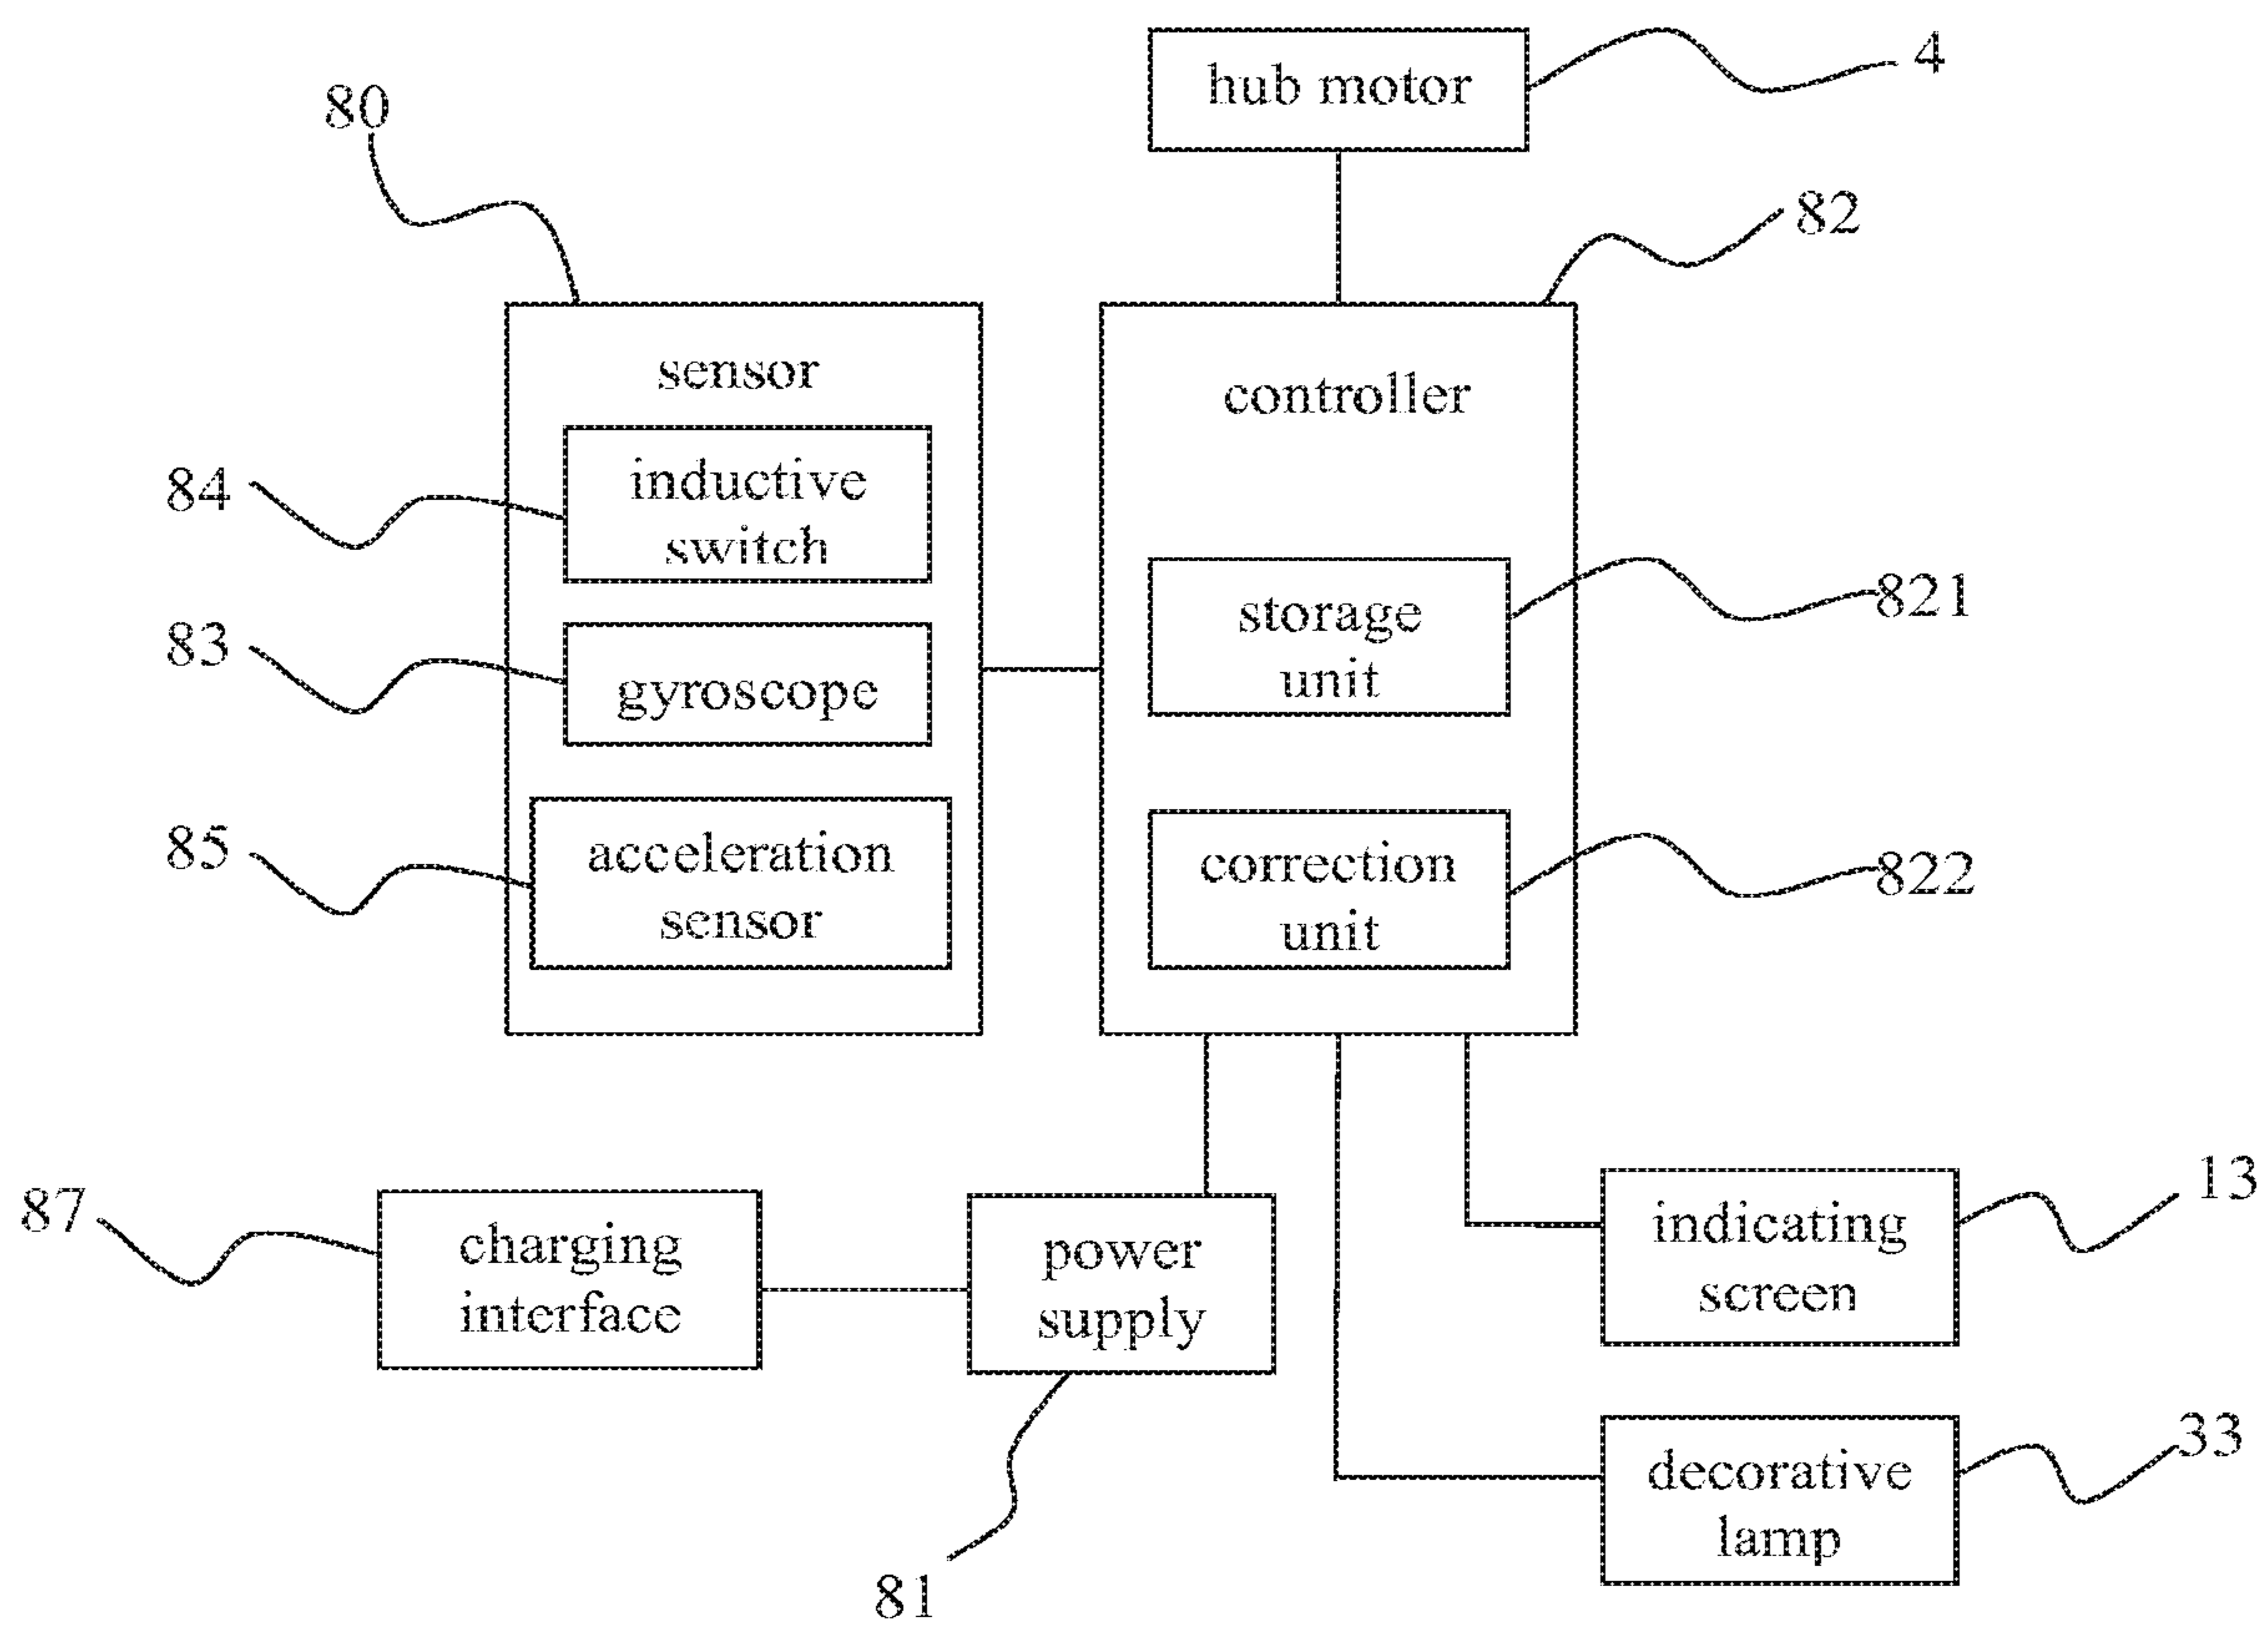 hub motor
4
80
82
sensor
controller
inductive
switch
84
storage
unit
821
83
gyroscope
85
acceleration
sensor
correction
unit
822
87
charging
interface
power
supply
indicating
screen
13
decorative
lamp
33
81